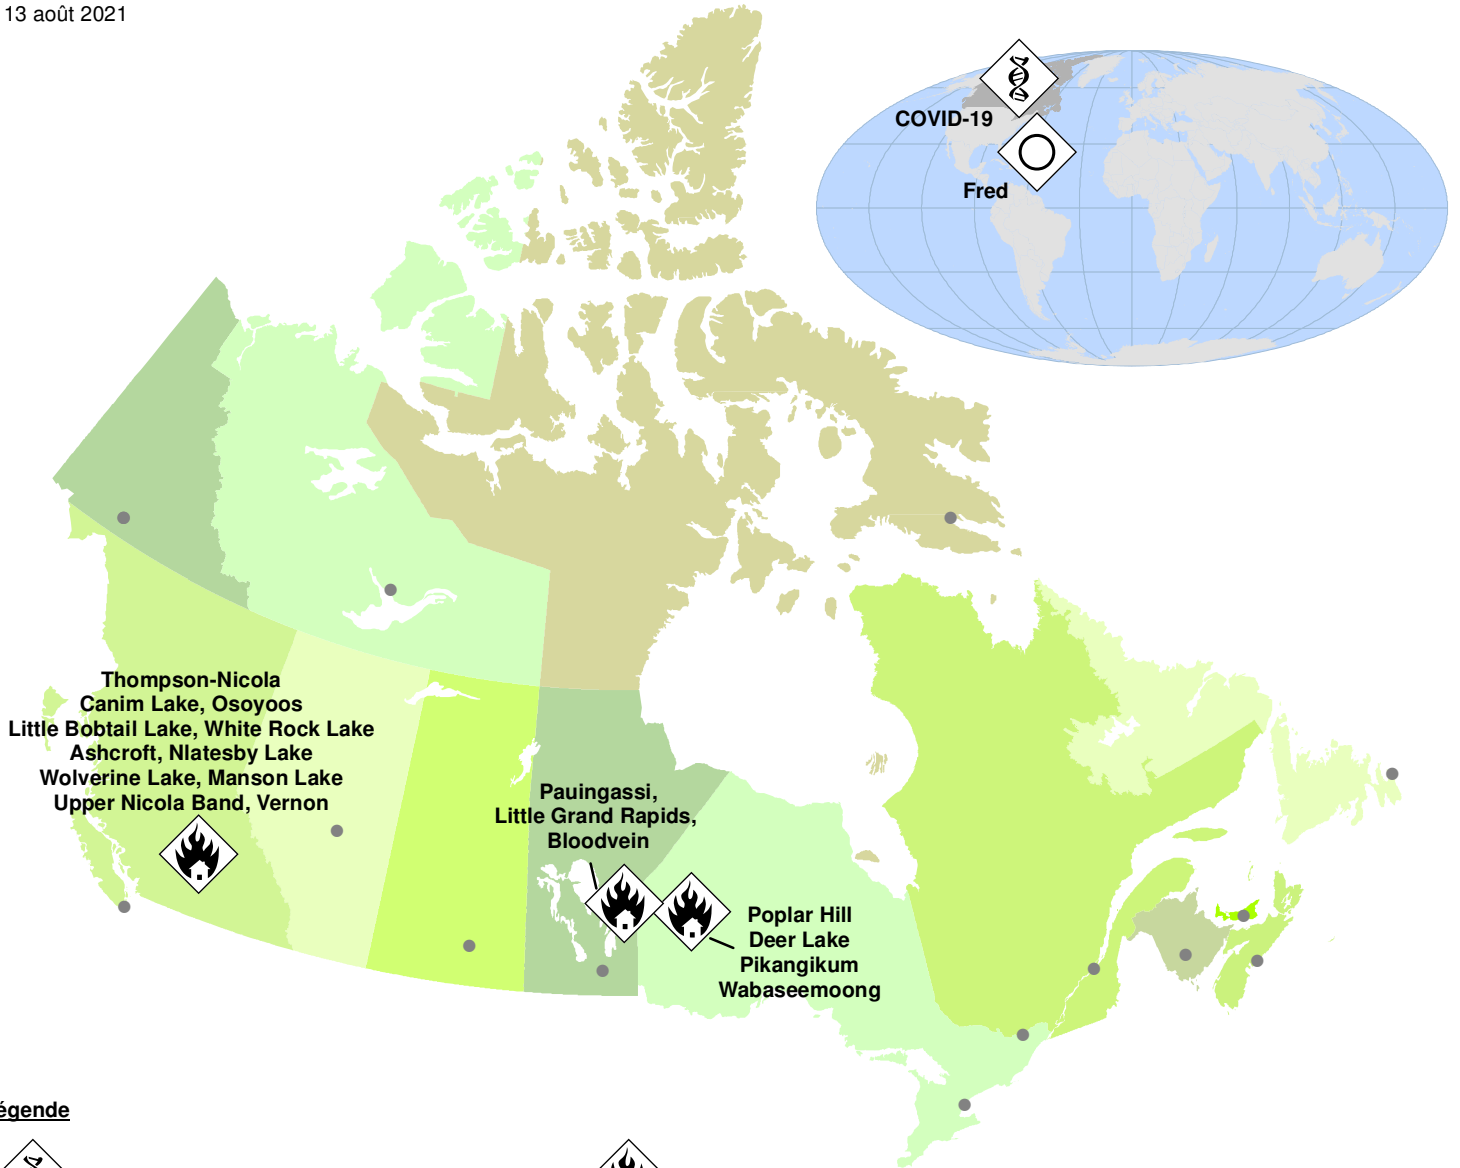 13 août 2021
COVID-19
Fred
Thompson-Nicola
Canim Lake, Osoyoos
Little Bobtail Lake, White Rock Lake
Ashcroft, Nlatesby Lake
Wolverine Lake, Manson Lake
Upper Nicola Band, Vernon
Pauingassi,
Little Grand Rapids,
Bloodvein
Poplar Hill
Deer Lake
Pikangikum
Wabaseemoong
égende